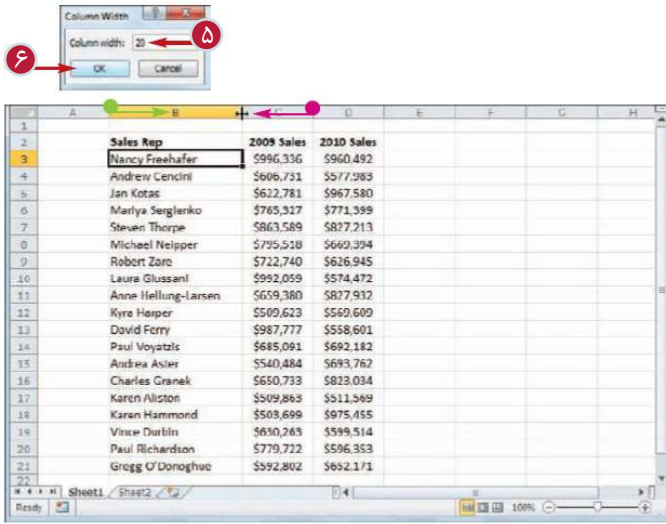 Column Width
Column width: 20
۵
۶
OK Cancel
A B C D E F G H
1
2 Sales Rep 2009 Sales 2010 Sales
3 Nancy Freehafer $996,336 $960,492
4 Andrew Cencini $606,731 $577,983
5 Jan Kotas $622,781 $967,580
6 Mariya Sergienko $765,327 $771,399
7 Steven Thorpe $863,589 $827,213
8 Michael Neipper $795,518 $669,394
9 Robert Zare $722,740 $626,945
10 Laura Giussani $992,059 $574,472
11 Anne Hellung-Larsen $659,380 $827,932
12 Kyra Harper $509,623 $569,609
13 David Ferry $987,777 $558,601
14 Paul Voyatzis $685,091 $692,182
15 Andrea Aster $540,484 $693,762
16 Charles Granek $650,733 $823,034
17 Karen Aliston $509,863 $511,569
18 Karen Hammond $503,699 $975,455
19 Vince Durbin $630,263 $599,514
20 Paul Richardson $779,722 $596,353
21 Gregg O'Donoghue $592,802 $652,171
22
Sheet1 Sheet2
Ready 100%